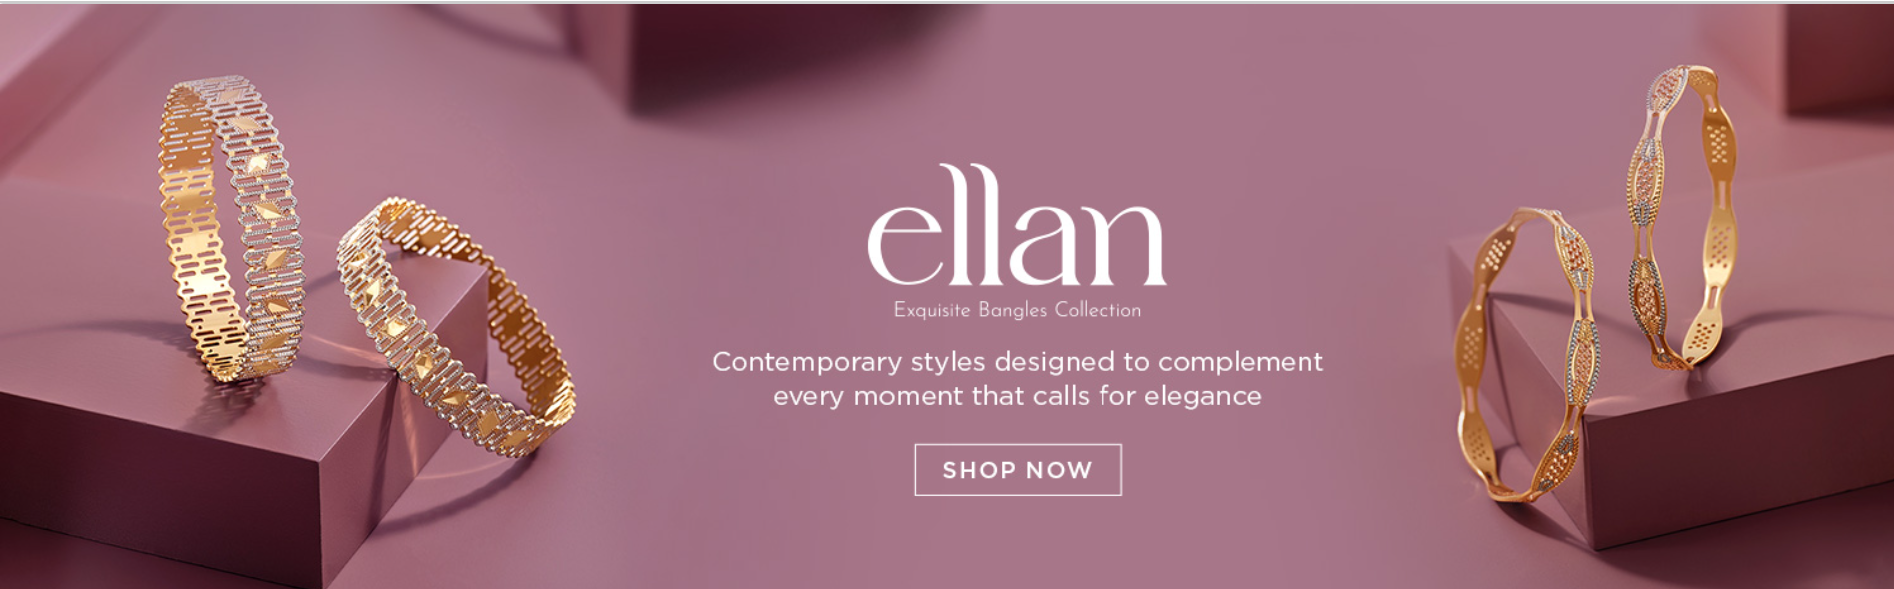 ellan
Exquisite Bangles Collection
Contemporary styles designed to complement
every moment that calls for elegance
SHOP NOW